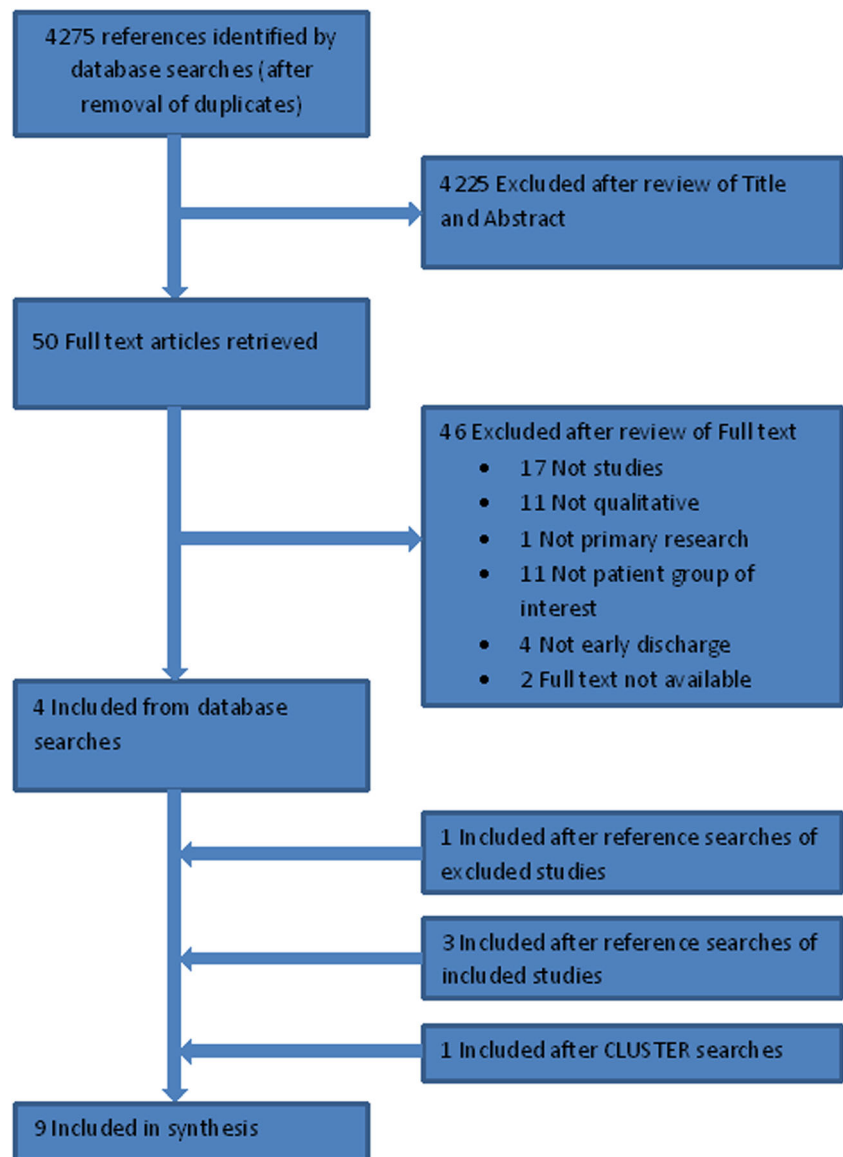 4275 references identified by
database searches (after
removal of duplicates)
4225 Excluded after review of Title
and Abstract
50 Full text articles retrieved
46 Excluded after review of Full text
• 17 Not studies
• 11 Not qualitative
• 1 Not primary research
• 11 Not patient group of
interest
• 4 Not early discharge
• 2 Full text not available
4 Included from database
searches
1 Included after reference searches of
excluded studies
3 Included after reference searches of
included studies
1 Included after CLUSTER searches
9 Included in synthesis